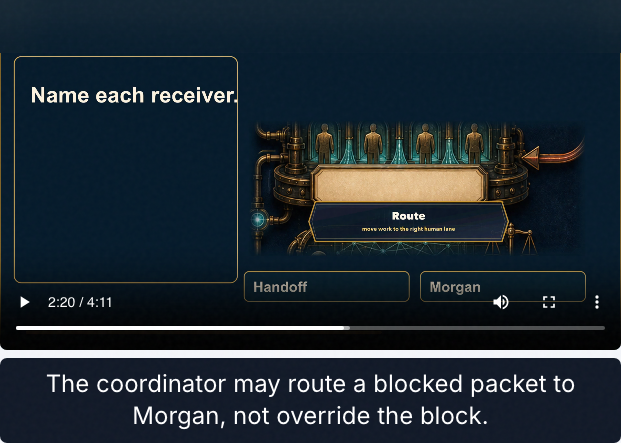 Name each receiver.
Route
move work to the right human lane
Handoff
Morgan
2:20 / 4:11
The coordinator may route a blocked packet to
Morgan, not override the block.